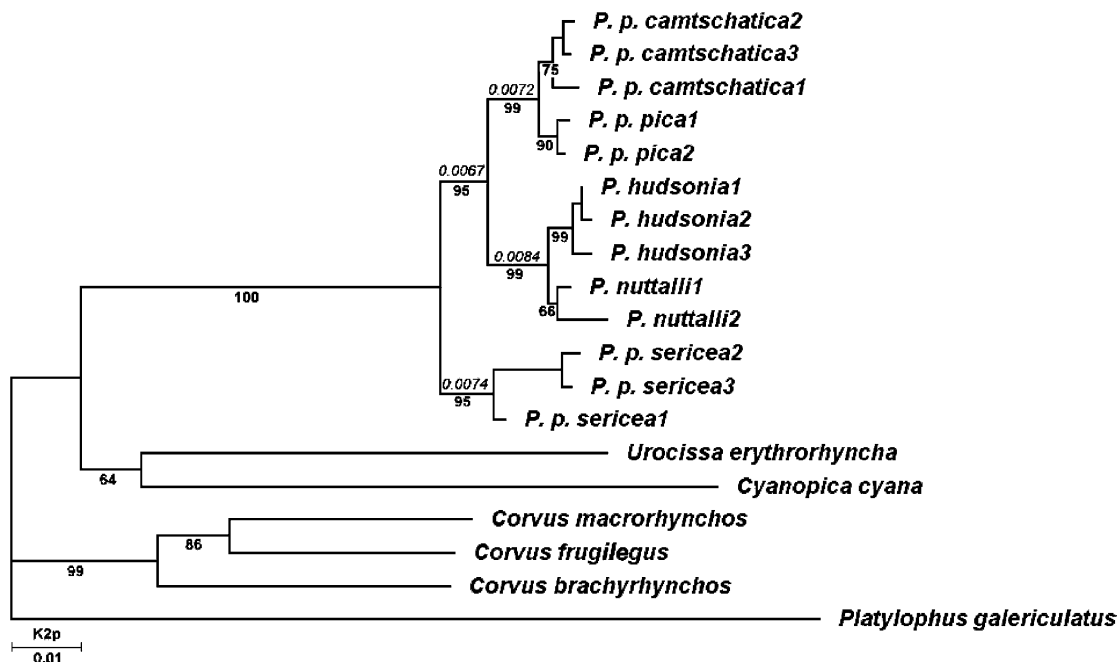 P. p. camtschatica2
P. p. camtschatica3
75
P. p. camtschatica1
0.0072
99
P. p. pica1
90
P. p. pica2
0.0067
95
P. hudsonia1
P. hudsonia2
99
P. hudsonia3
0.0084
99
P. nuttalli1
66
P. nuttalli2
100
P. p. sericea2
0.0074
P. p. sericea3
95
P. p. sericea1
Urocissa erythrorhyncha
64
Cyanopica cyana
Corvus macrorhynchos
86
Corvus frugilegus
99
Corvus brachyrhynchos
Platylophus galericulatus
K2p
0.01